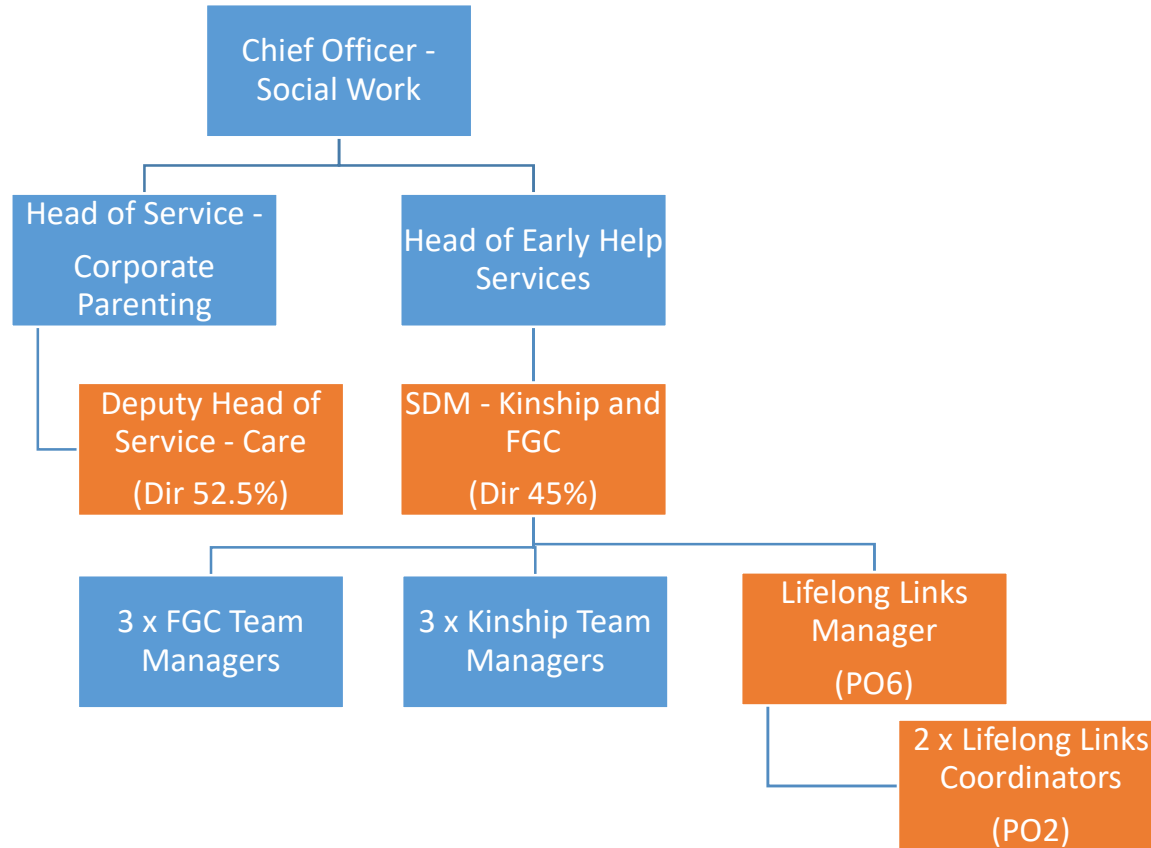 Chief Officer -
Social Work
Head of Service -
Corporate
Parenting
Head of Early Help
Services
Deputy Head of
Service - Care
(Dir 52.5%)
SDM - Kinship and
FGC
(Dir 45%)
3 x FGC Team
Managers
3 x Kinship Team
Managers
Lifelong Links
Manager
(PO6)
2 x Lifelong Links
Coordinators
(PO2)